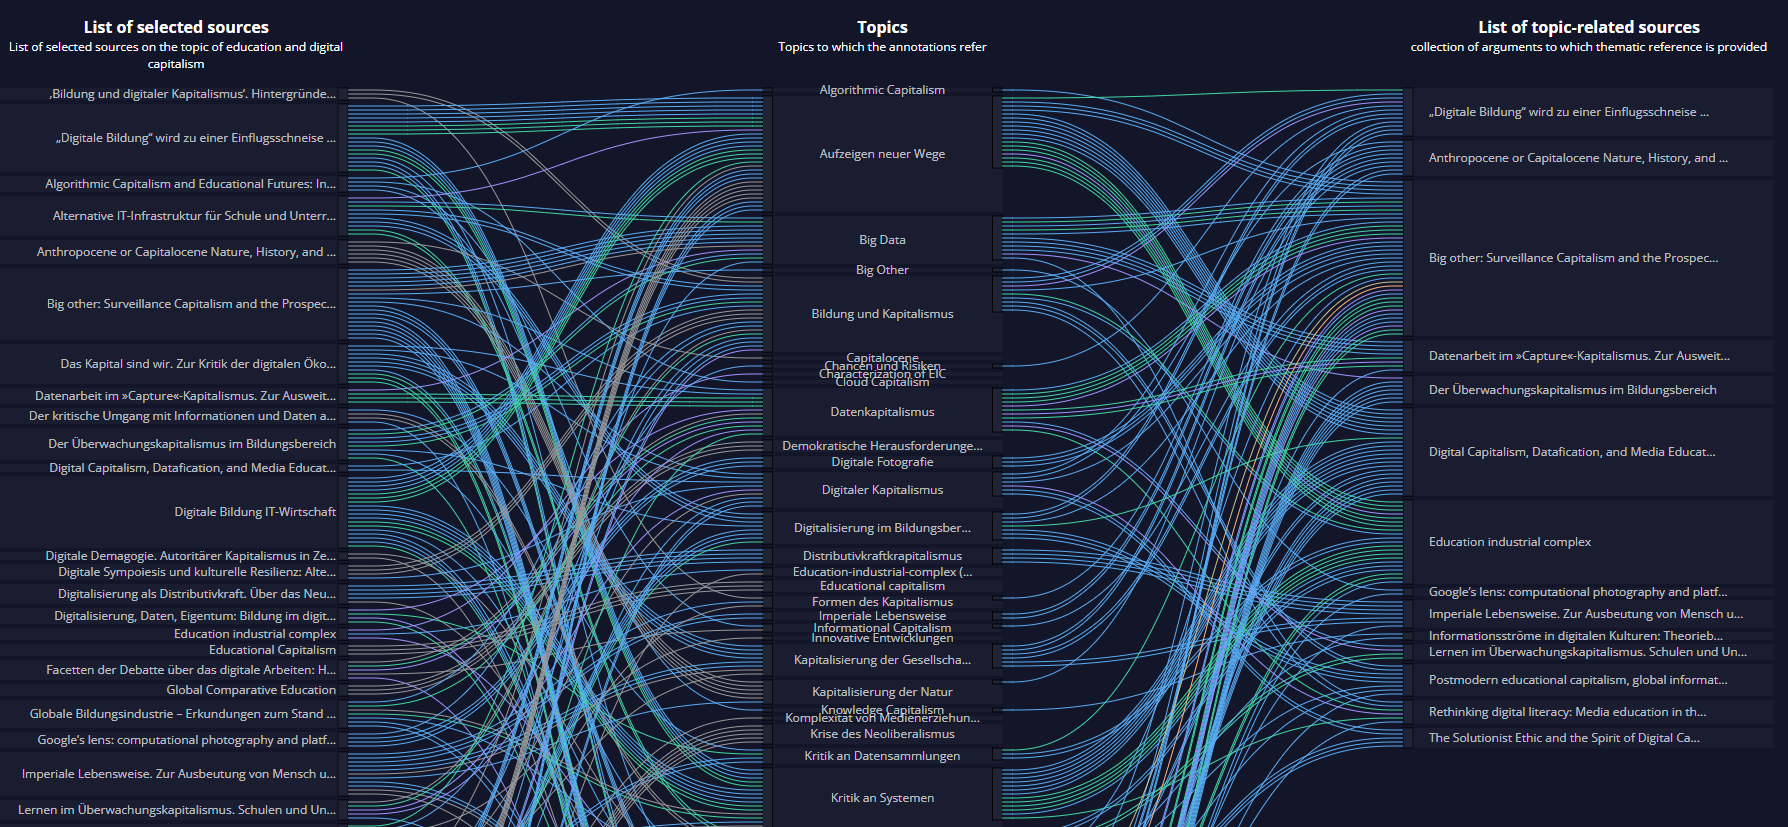 List of selected sources
List of selected sources on the topic of education and digital
capitalism
‚Bildung und digitaler Kapitalismus‘. Hintergründe...
„Digitale Bildung“ wird zu einer Einflugsschneise ...
Algorithmic Capitalism and Educational Futures: In...
Alternative IT-Infrastruktur für Schule und Unterr...
Anthropocene or Capitalocene Nature, History, and ...
Big other: Surveillance Capitalism and the Prospec...
Das Kapital sind wir. Zur Kritik der digitalen Öko...
Datenarbeit im »Capture«-Kapitalismus. Zur Ausweit...
Der kritische Umgang mit Informationen und Daten a...
Der Überwachungskapitalismus im Bildungsbereich
Digital Capitalism, Datafication, and Media Educat...
Digitale Bildung IT-Wirtschaft
Digitale Demagogie. Autoritärer Kapitalismus in Ze...
Digitale Sympoiesis und kulturelle Resilienz: Alte...
Digitalisierung als Distributivkraft. Über das Neu...
Digitalisierung, Daten, Eigentum: Bildung im digit...
Education industrial complex
Educational Capitalism
Facetten der Debatte über das digitale Arbeiten: H...
Global Comparative Education
Globale Bildungsindustrie – Erkundungen zum Stand ...
Google’s lens: computational photography and platf...
Imperiale Lebensweise. Zur Ausbeutung von Mensch u...
Lernen im Überwachungskapitalismus. Schulen und Un...
Topics
Topics to which the annotations refer
Algorithmic Capitalism
Aufzeigen neuer Wege
Big Data
Big Other
Bildung und Kapitalismus
Capitalocene
Chancen und Risiken
Characterization of EIC
Cloud Capitalism
Datenkapitalismus
Demokratische Herausforderunge...
Digitale Fotografie
Digitaler Kapitalismus
Digitalisierung im Bildungsber...
Distributivkraftkrapitalismus
Education-industrial-complex (...
Educational capitalism
Formen des Kapitalismus
Imperiale Lebensweise
Informational Capitalism
Innovative Entwicklungen
Kapitalisierung der Gesellscha...
Kapitalisierung der Natur
Knowledge Capitalism
Komplexität von Medienerziehun...
Krise des Neoliberalismus
Kritik an Datensammlungen
Kritik an Systemen
List of topic-related sources
collection of arguments to which thematic reference is provided
„Digitale Bildung“ wird zu einer Einflugsschneise ...
Anthropocene or Capitalocene Nature, History, and ...
Big other: Surveillance Capitalism and the Prospec...
Datenarbeit im »Capture«-Kapitalismus. Zur Ausweit...
Der Überwachungskapitalismus im Bildungsbereich
Digital Capitalism, Datafication, and Media Educat...
Education industrial complex
Google’s lens: computational photography and platf...
Imperiale Lebensweise. Zur Ausbeutung von Mensch u...
Informationsströme in digitalen Kulturen: Theorieb...
Lernen im Überwachungskapitalismus. Schulen und Un...
Postmodern educational capitalism, global informat...
Rethinking digital literacy: Media education in th...
The Solutionist Ethic and the Spirit of Digital Ca...